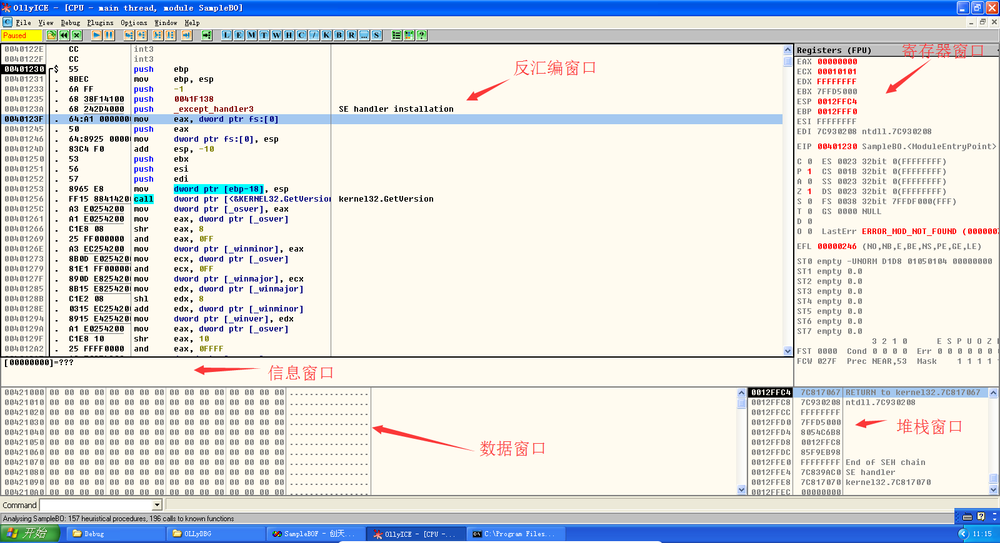 OllyICE - [CPU - main thread, module SampleBO]
C File View Debug Plugins Options Window Help
Paused L E M T W H C / K B R ... S ?
0040122E CC int3
0040122F CC int3
00401230 $ 55 push ebp
00401231 . 8BEC mov ebp, esp
00401233 . 6A FF push -1
00401235 . 68 38F14100 push 0041F138
0040123A . 68 242D4000 push _except_handler3 SE handler installation
0040123F . 64:A1 0000000 mov eax, dword ptr fs:[0]
00401245 . 50 push eax
00401246 . 64:8925 0000 mov dword ptr fs:[0], esp
0040124D . 83C4 F0 add esp, -10
00401250 . 53 push ebx
00401251 . 56 push esi
00401252 . 57 push edi
00401253 . 8965 E8 mov dword ptr [ebp-18], esp
00401256 . FF15 8841420 call dword ptr [<&KERNEL32.GetVersion kernel32.GetVersion
0040125C . A3 E0254200 mov dword ptr [_osver], eax
00401261 . A1 E0254200 mov eax, dword ptr [_osver]
00401266 . C1E8 08 shr eax, 8
00401269 . 25 FF000000 and eax, 0FF
0040126E . A3 EC254200 mov dword ptr [_winminor], eax
00401273 . 8B0D E025420 mov ecx, dword ptr [_osver]
00401279 . 81E1 FF00000 and ecx, 0FF
0040127F . 890D E825420 mov dword ptr [_winmajor], ecx
00401285 . 8B15 E825420 mov edx, dword ptr [_winmajor]
0040128B . C1E2 08 shl edx, 8
0040128E . 0315 EC25420 add edx, dword ptr [_winminor]
00401294 . 8915 E425420 mov dword ptr [_winver], edx
0040129A . A1 E0254200 mov eax, dword ptr [_osver]
0040129F . C1E8 10 shr eax, 10
004012A2 . 25 FFFF0000 and eax, 0FFFF
反汇编窗口
Registers (FPU)
寄存器窗口
EAX 00000000
ECX 00010101
EDX FFFFFFFF
EBX 7FFD5000
ESP 0012FFC4
EBP 0012FFF0
ESI FFFFFFFF
EDI 7C930208 ntdll.7C930208
EIP 00401230 SampleBO.<ModuleEntryPoint>
C 0 ES 0023 32bit 0(FFFFFFFF)
P 1 CS 001B 32bit 0(FFFFFFFF)
A 0 SS 0023 32bit 0(FFFFFFFF)
Z 1 DS 0023 32bit 0(FFFFFFFF)
S 0 FS 0038 32bit 7FFDF000(FFF)
T 0 GS 0000 NULL
D 0
O 0 LastErr ERROR_MOD_NOT_FOUND (0000007
EFL 00000246 (NO,NB,E,BE,NS,PE,GE,LE)
ST0 empty -UNORM D1D8 01050104 00000000
ST1 empty 0.0
ST2 empty 0.0
ST3 empty 0.0
ST4 empty 0.0
ST5 empty 0.0
ST6 empty 0.0
ST7 empty 0.0
3 2 1 0 E S P U O Z
FST 0000 Cond 0 0 0 0 Err 0 0 0 0 0 0
FCW 027F Prec NEAR,53 Mask 1 1 1 1
[00000000]=???
信息窗口
00421000 00 00 00 00 00 00 00 00 00 00 00 00 00 00 00 00 ................
00421010 00 00 00 00 00 00 00 00 00 00 00 00 00 00 00 00 ................
00421020 00 00 00 00 00 00 00 00 00 00 00 00 00 00 00 00 ................
00421030 00 00 00 00 00 00 00 00 00 00 00 00 00 00 00 00 ................
00421040 00 00 00 00 00 00 00 00 00 00 00 00 00 00 00 00 ................
00421050 00 00 00 00 00 00 00 00 00 00 00 00 00 00 00 00 ................
00421060 00 00 00 00 00 00 00 00 00 00 00 00 00 00 00 00 ................
00421070 00 00 00 00 00 00 00 00 00 00 00 00 00 00 00 00 ................
00421080 00 00 00 00 00 00 00 00 00 00 00 00 00 00 00 00 ................
00421090 00 00 00 00 00 00 00 00 00 00 00 00 00 00 00 00 ................
004210A0 00 00 00 00 00 00 00 00 00 00 00 00 00 00 00 00 ................
数据窗口
0012FFC4 7C817067 RETURN to kernel32.7C817067
0012FFC8 7C930208 ntdll.7C930208
0012FFCC FFFFFFFF
0012FFD0 7FFD5000
0012FFD4 8054C6B8
0012FFD8 0012FFC8
0012FFDC 85F9EB98
0012FFE0 FFFFFFFF End of SEH chain
0012FFE4 7C839AC0 SE handler
0012FFE8 7C817070 kernel32.7C817070
0012FFEC 00000000
堆栈窗口
Command
Analysing SampleBO: 157 heuristical procedures, 196 calls to known functions
开始 Debug OLLyDBG SampleBOF - 创天... OllyICE - [CPU -... C:\Program Files... 11:15